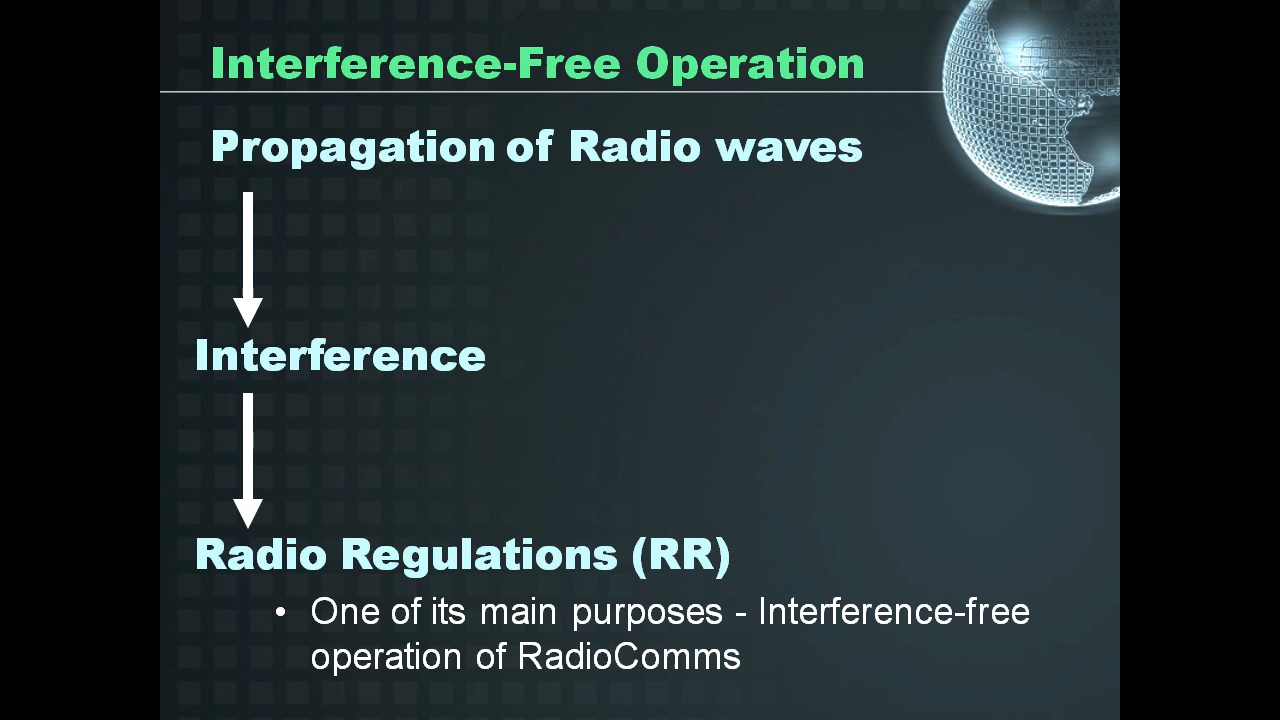 Interference-Free Operation
Propagation of Radio waves
Interference
Radio Regulations (RR)
• One of its main purposes - Interference-free
operation of RadioComms